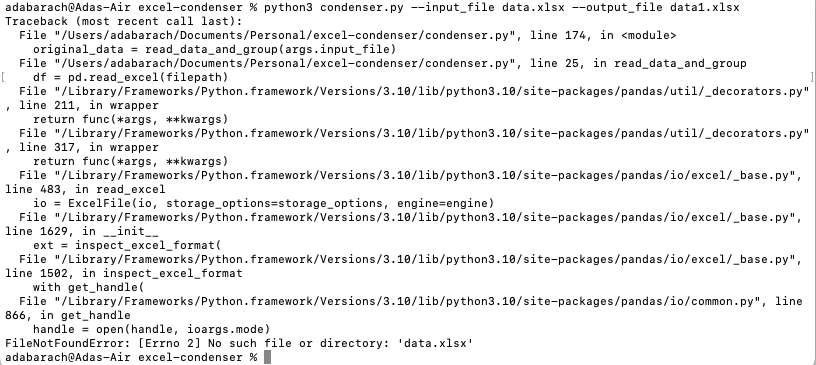 adabarach@Adas-Air excel-condenser % python3 condenser.py --input_file data.xlsx --output_file data1.xlsx
Traceback (most recent call last):
  File "/Users/adabarach/Documents/Personal/excel-condenser/condenser.py", line 174, in <module>
    original_data = read_data_and_group(args.input_file)
  File "/Users/adabarach/Documents/Personal/excel-condenser/condenser.py", line 25, in read_data_and_group
[    df = pd.read_excel(filepath)    ]
  File "/Library/Frameworks/Python.framework/Versions/3.10/lib/python3.10/site-packages/pandas/util/_decorators.py"
, line 211, in wrapper
    return func(*args, **kwargs)
  File "/Library/Frameworks/Python.framework/Versions/3.10/lib/python3.10/site-packages/pandas/util/_decorators.py"
, line 317, in wrapper
    return func(*args, **kwargs)
  File "/Library/Frameworks/Python.framework/Versions/3.10/lib/python3.10/site-packages/pandas/io/excel/_base.py",
line 483, in read_excel
    io = ExcelFile(io, storage_options=storage_options, engine=engine)
  File "/Library/Frameworks/Python.framework/Versions/3.10/lib/python3.10/site-packages/pandas/io/excel/_base.py",
line 1629, in __init__
    ext = inspect_excel_format(
  File "/Library/Frameworks/Python.framework/Versions/3.10/lib/python3.10/site-packages/pandas/io/excel/_base.py",
line 1502, in inspect_excel_format
    with get_handle(
  File "/Library/Frameworks/Python.framework/Versions/3.10/lib/python3.10/site-packages/pandas/io/common.py", line
866, in get_handle
    handle = open(handle, ioargs.mode)
FileNotFoundError: [Errno 2] No such file or directory: 'data.xlsx'
adabarach@Adas-Air excel-condenser %